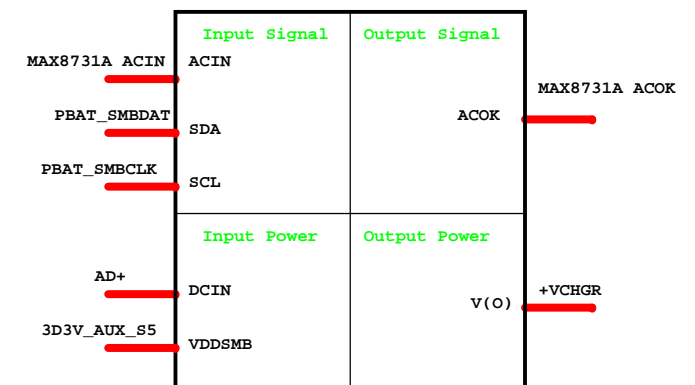 Input Signal Output Signal
MAX8731A ACIN ACIN
MAX8731A ACOK
PBAT_SMBDAT SDA
ACOK
PBAT_SMBCLK SCL
Input Power Output Power
AD+ DCIN
V(O) +VCHGR
3D3V_AUX_S5 VDDSMB